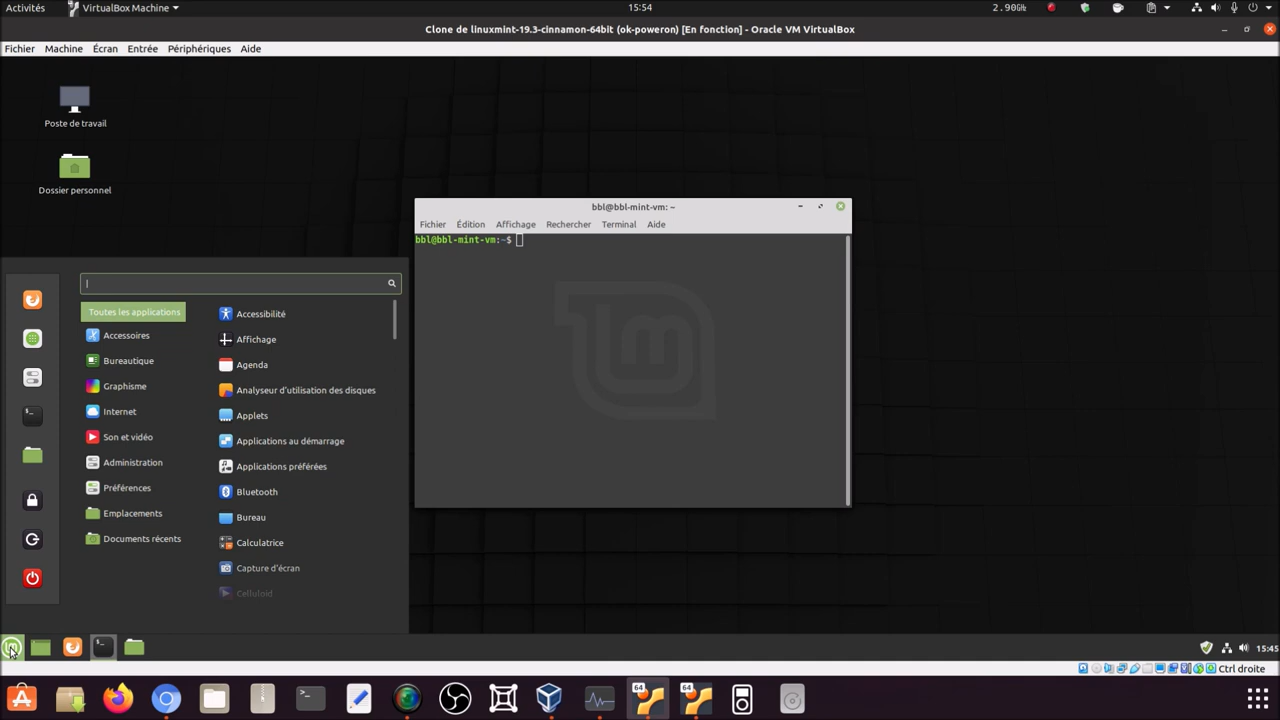 Activités
VirtualBox Machine
15:54
2.90GHz
Clone de linuxmint-19.3-cinnamon-64bit (ok-poweron) [En fonction] - Oracle VM VirtualBox
Fichier Machine Écran Entrée Périphériques Aide
Poste de travail
Dossier personnel
bbl@bbl-mint-vm: ~
Fichier Édition Affichage Rechercher Terminal Aide
bbl@bbl-mint-vm:~$
Toutes les applications
Accessoires
Bureautique
Graphisme
Internet
Son et vidéo
Administration
Préférences
Emplacements
Documents récents
Accessibilité
Affichage
Agenda
Analyseur d'utilisation des disques
Applets
Applications au démarrage
Applications préférées
Bluetooth
Bureau
Calculatrice
Capture d'écran
Celluloid
15:45
Ctrl droite
64
64